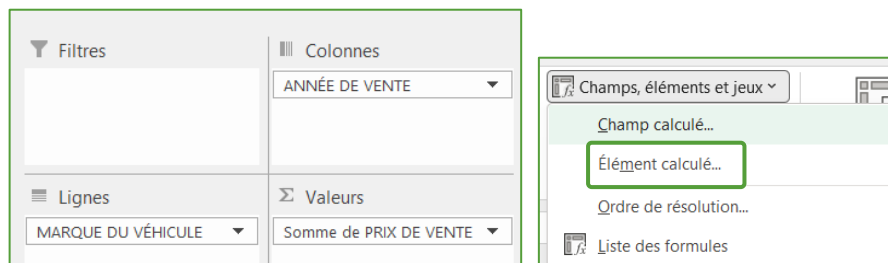 Filtres
Colonnes
ANNÉE DE VENTE
Lignes
Valeurs
MARQUE DU VÉHICULE
Somme de PRIX DE VENTE
Champs, éléments et jeux
Champ calculé...
Élément calculé...
Ordre de résolution...
Liste des formules